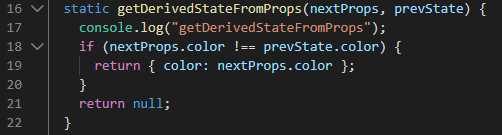 16 static getDerivedStateFromProps(nextProps, prevState) {
17 console.log("getDerivedStateFromProps");
18 if (nextProps.color !== prevState.color) {
19 return { color: nextProps.color };
20 }
21 return null;
22 }